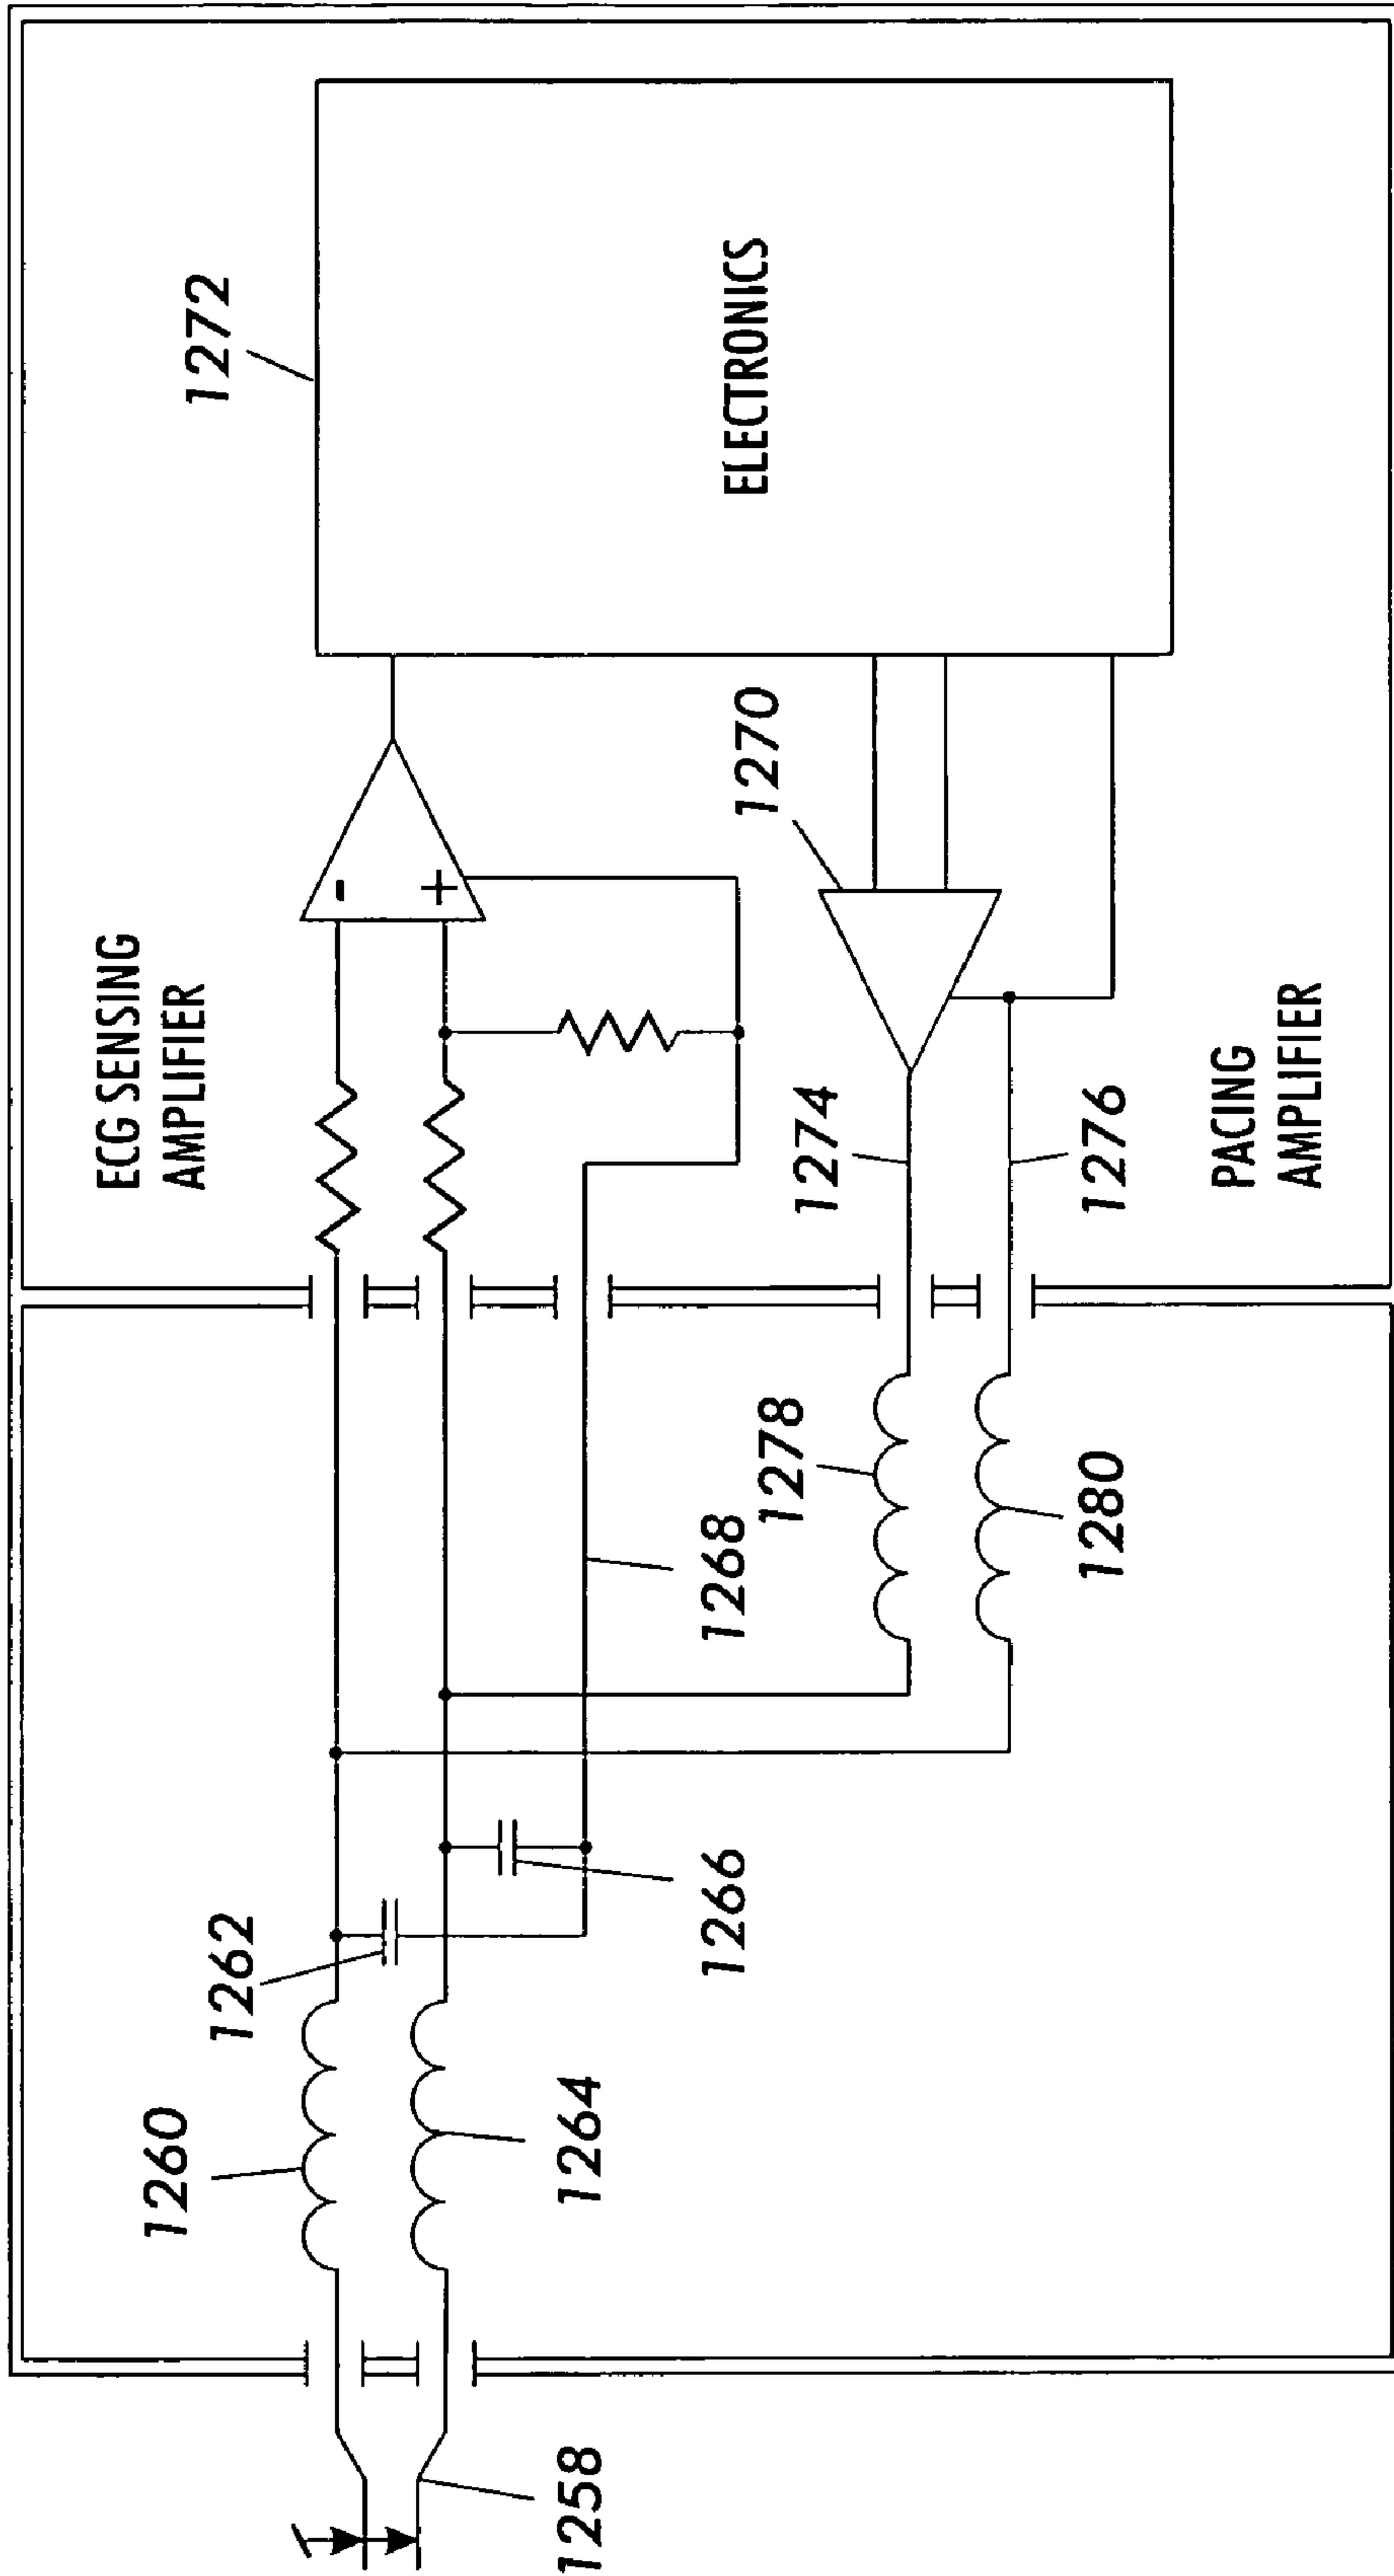 1272
ECG SENSING
AMPLIFIER
ELECTRONICS
-
+
1270
1274
1276
PACING
AMPLIFIER
1278
1280
1268
1262
1266
1260
1264
1258